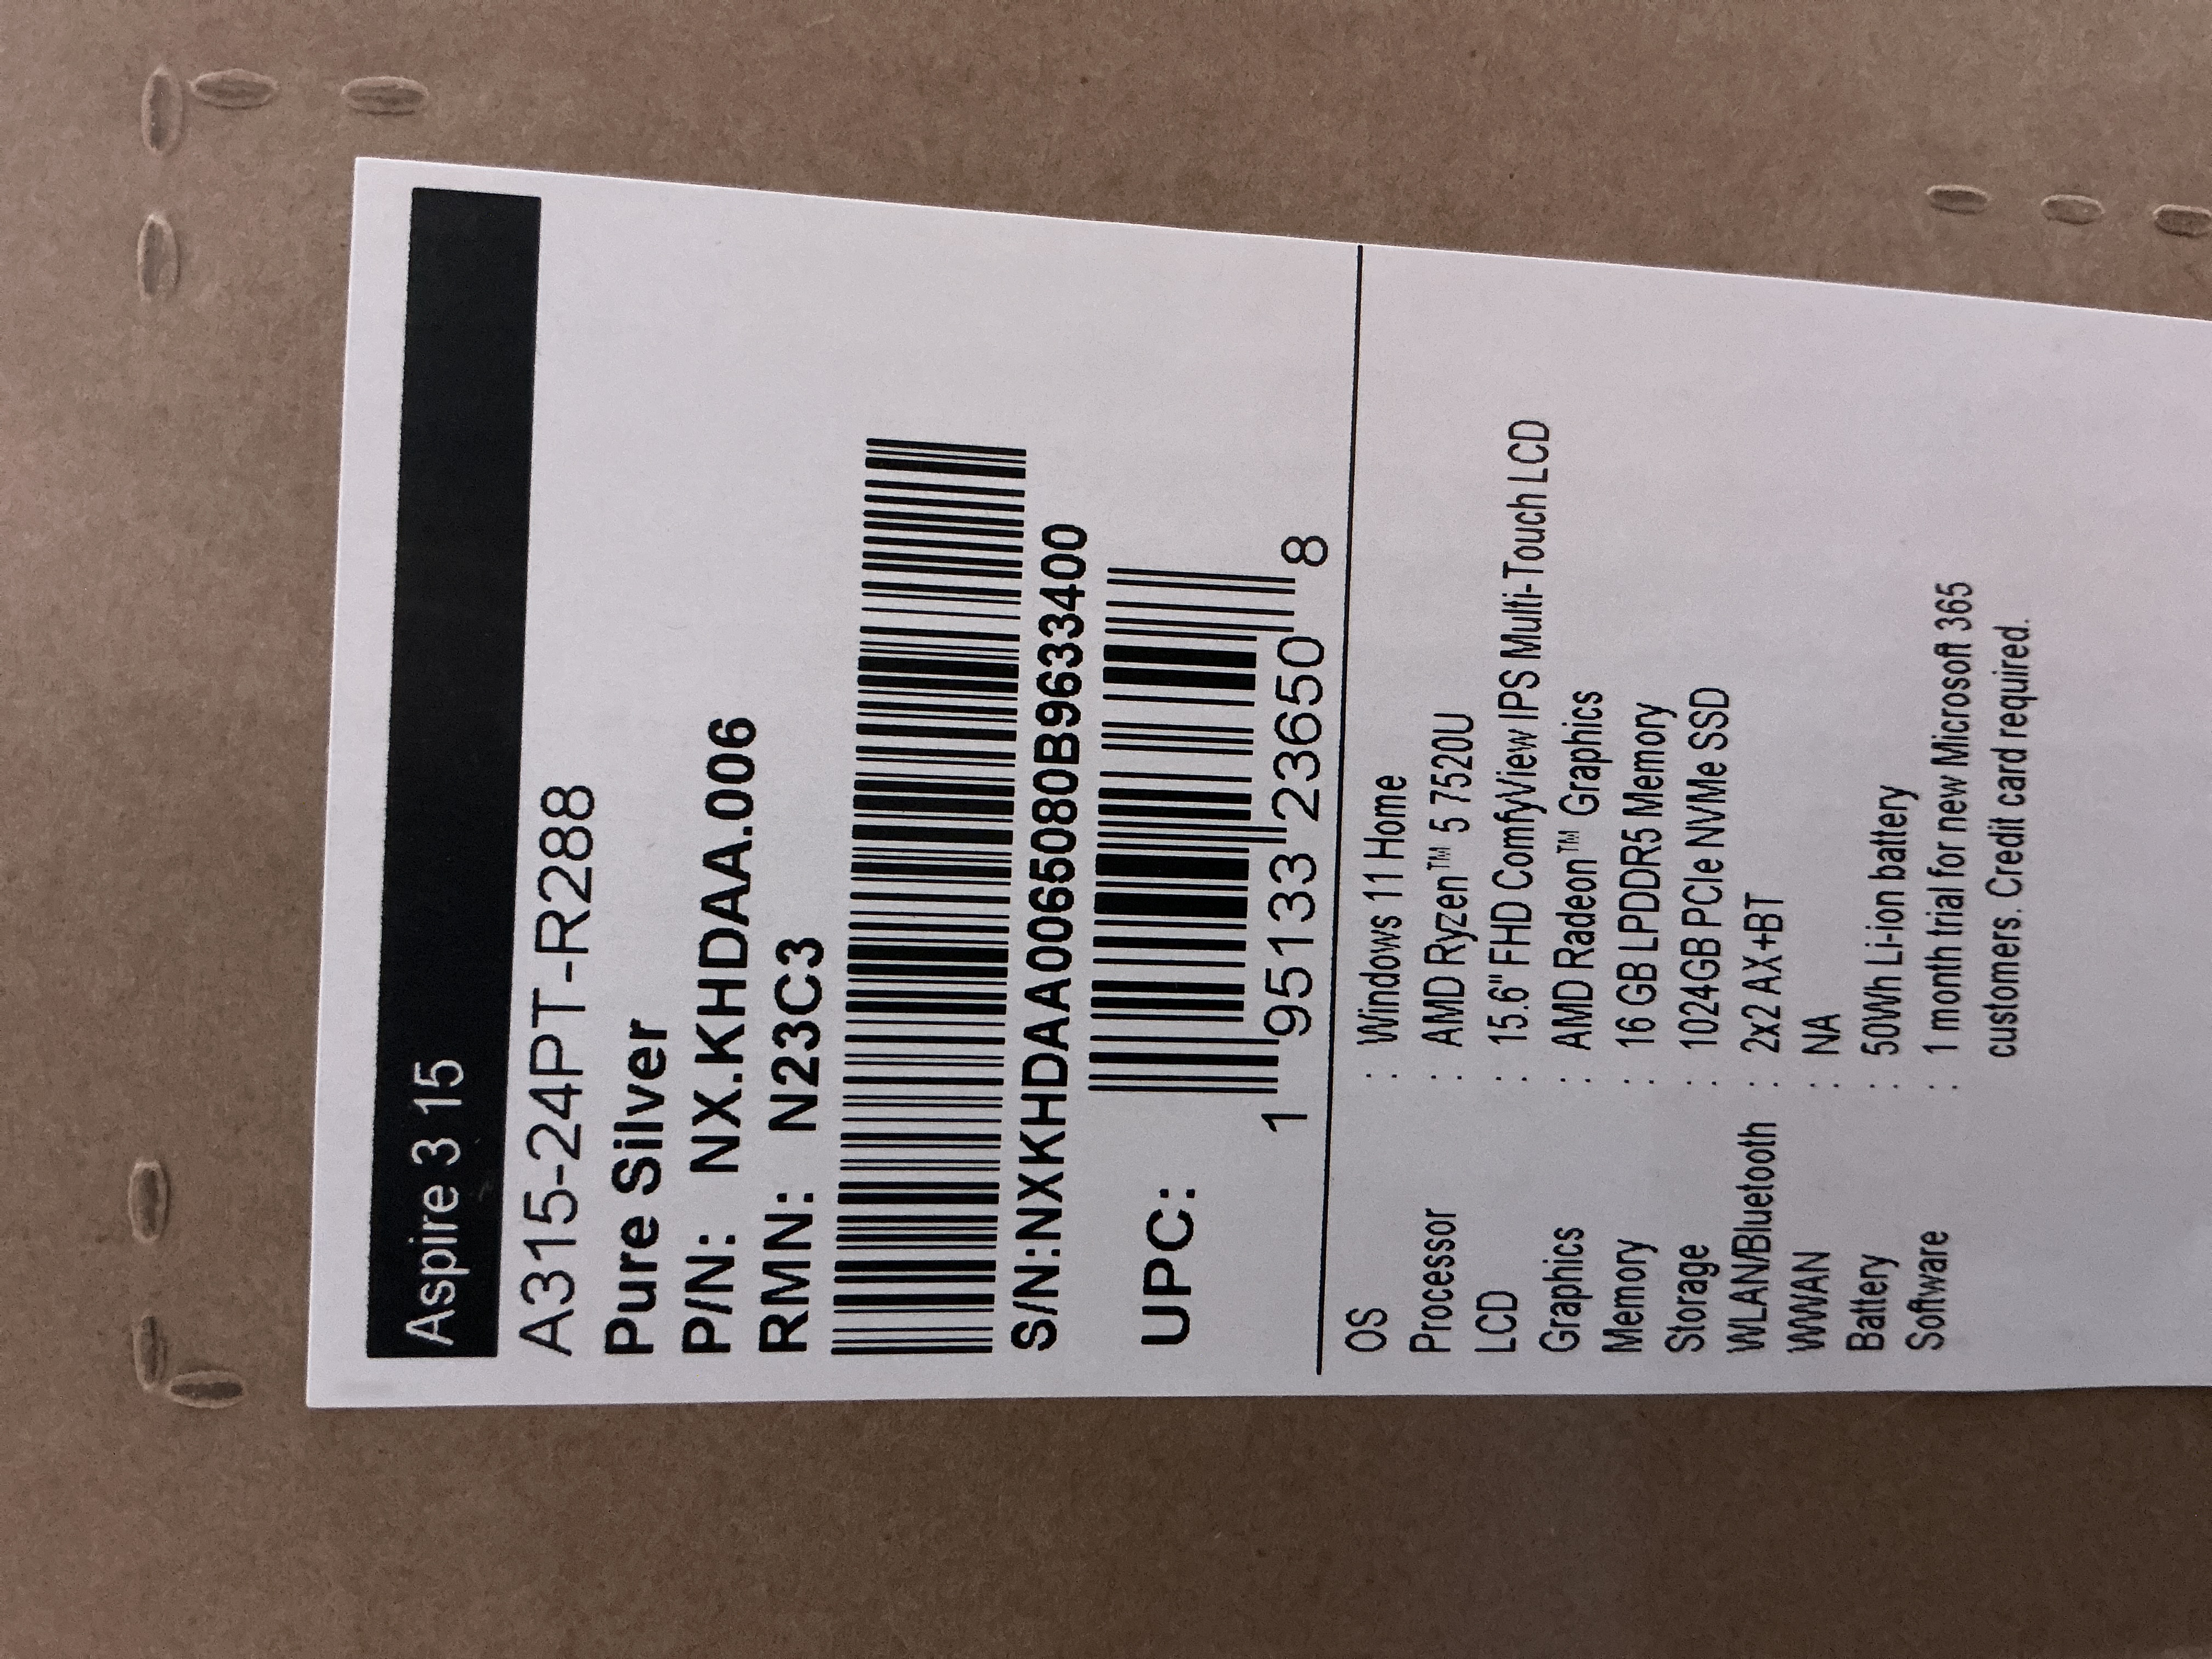 Aspire 3 15
A315-24PT-R288
Pure Silver
P/N: NX.KHDAA.006
RMN: N23C3
S/N:NXKHDAA0065080B9633400
UPC:
1 95133 23650 8
OS : Windows 11 Home
Processor : AMD Ryzen™ 5 7520U
LCD : 15.6" FHD ComfyView IPS Multi-Touch LCD
Graphics : AMD Radeon™ Graphics
Memory : 16 GB LPDDR5 Memory
Storage : 1024GB PCIe NVMe SSD
WLAN/Bluetooth : 2x2 AX+BT
WWAN : NA
Battery : 50Wh Li-ion battery
Software : 1 month trial for new Microsoft 365
customers. Credit card required.